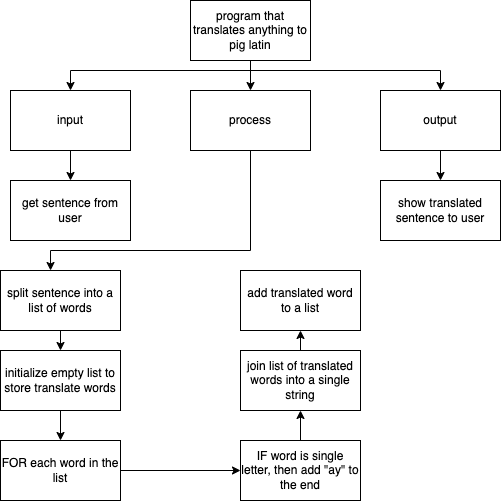 program that
translates anything to
pig latin
input
process
output
get sentence from
user
show translated
sentence to user
split sentence into a
list of words
add translated word
to a list
initialize empty list to
store translate words
join list of translated
words into a single
string
FOR each word in the
list
IF word is single
letter, then add "ay" to
the end